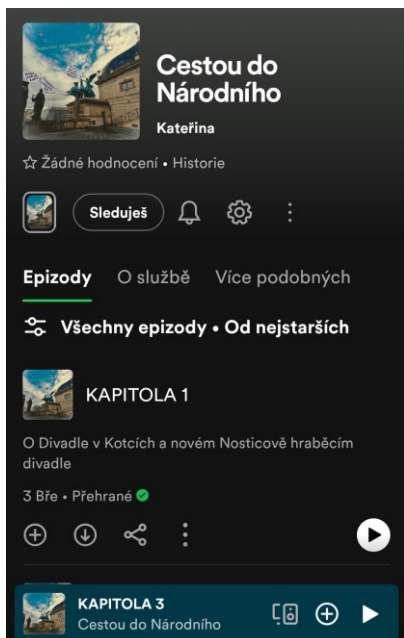 Cestou do
Národního
Kateřina
Žádné hodnocení • Historie
Sleduješ
Epizody O službě Více podobných
Všechny epizody • Od nejstarších
KAPITOLA 1
O Divadle v Kotcích a novém Nosticově hraběcím
divadle
3 Bře • Přehrané
KAPITOLA 3
Cestou do Národního